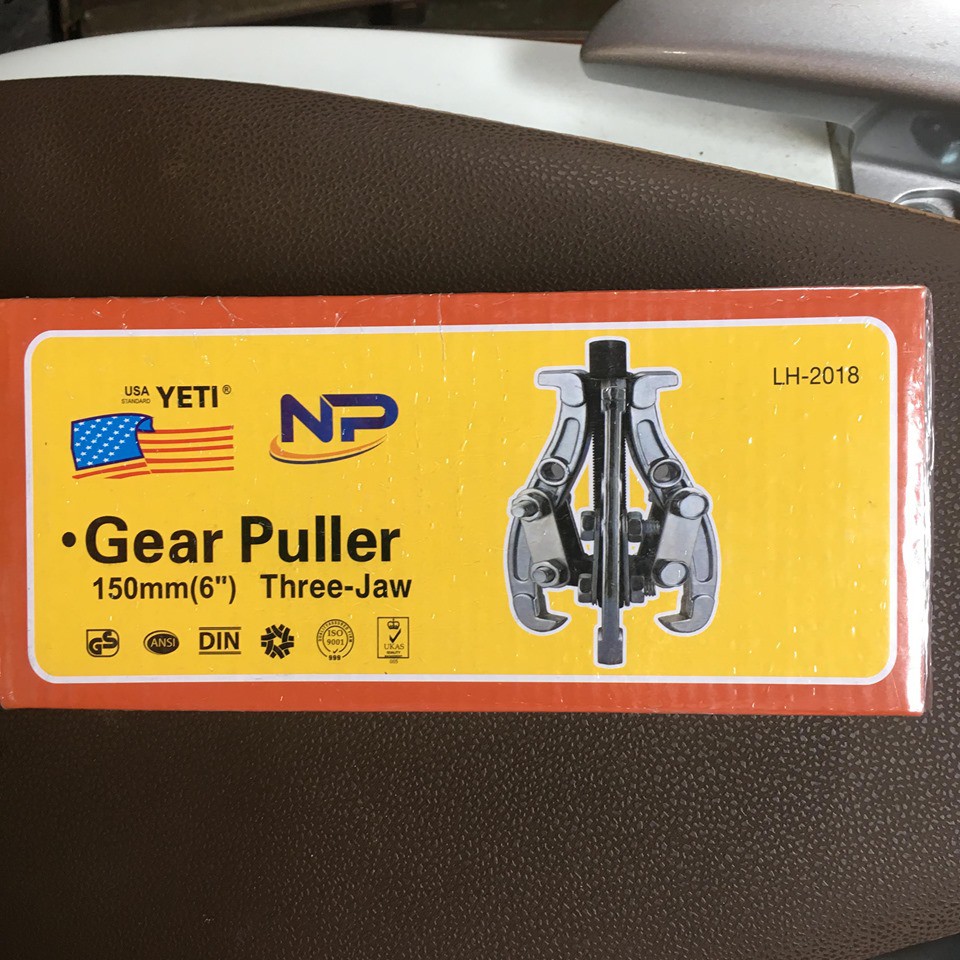 USA
STANDARD
YETI®
NP
LH-2018
•Gear Puller
150mm(6") Three-Jaw
GS
ANSI
DIN
ISO
9001
UKAS